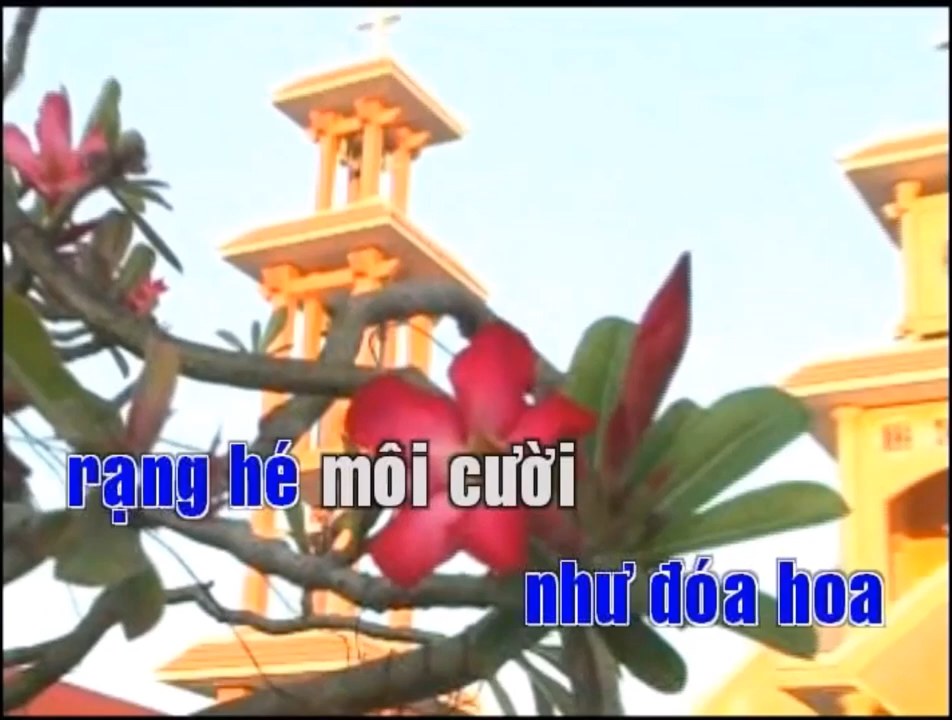 rạng hé môi cười
như đóa hoa